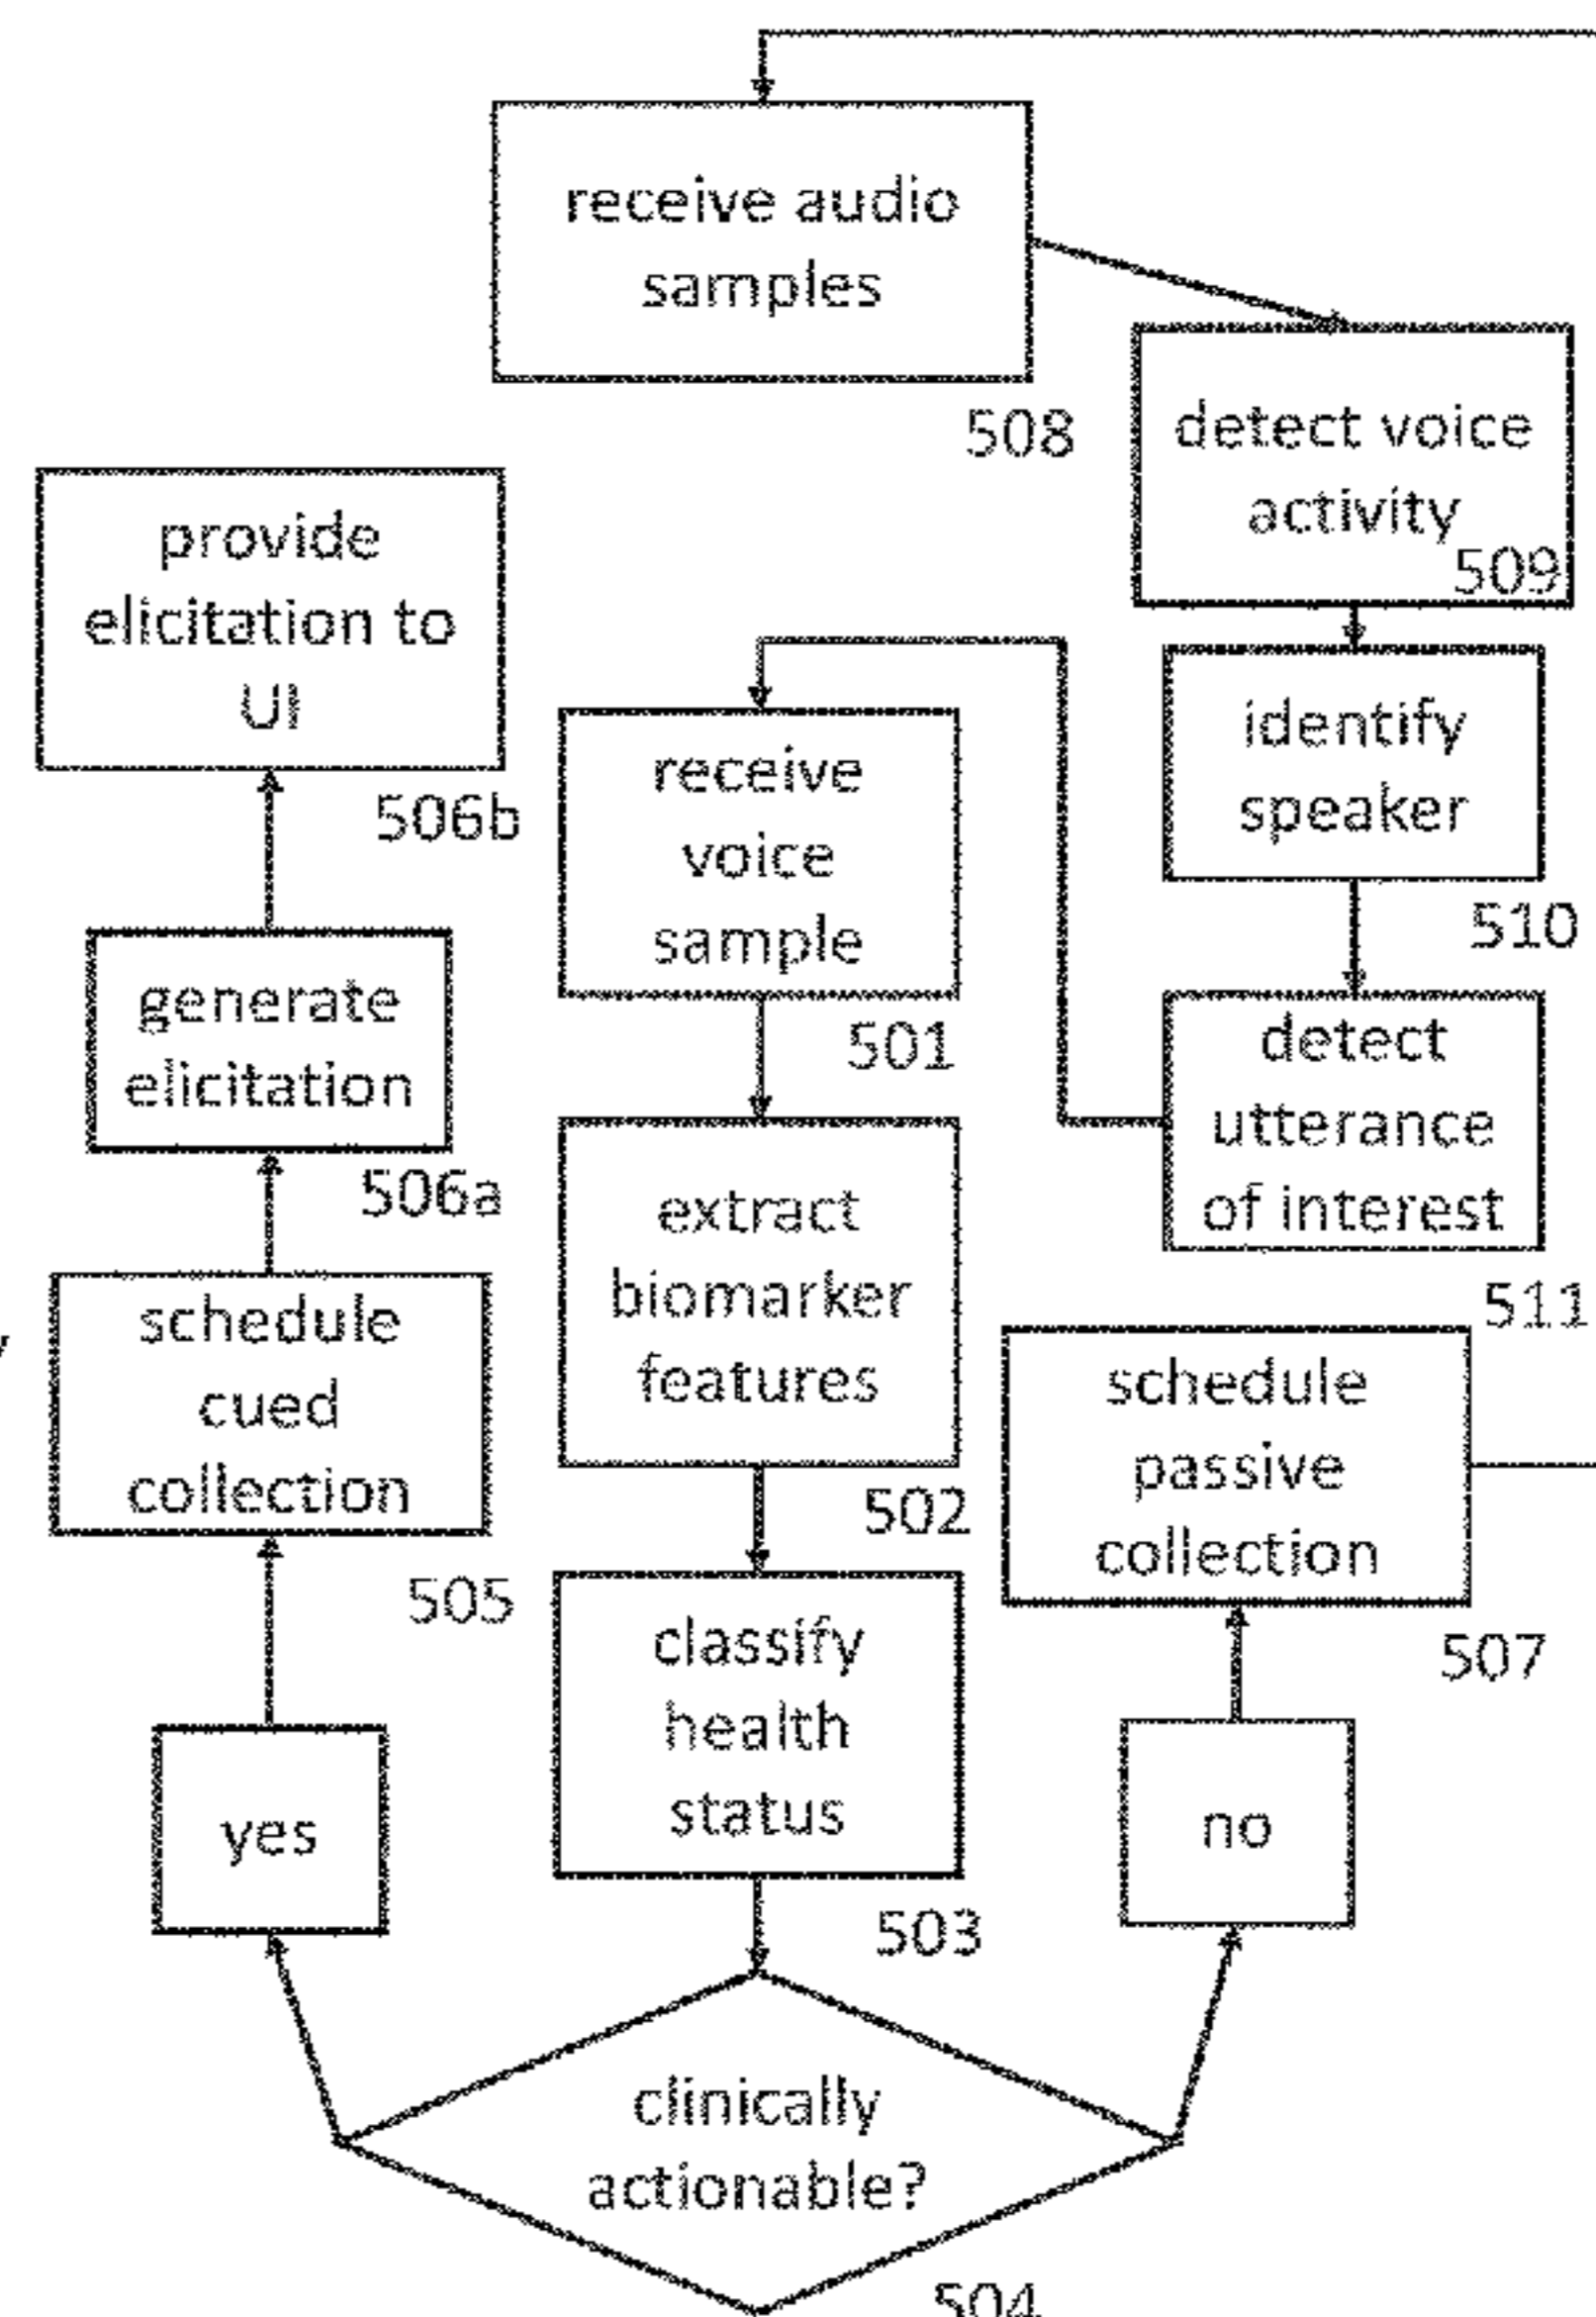 receive audio
samples
508
detect voice
activity
509
identify
speaker
510
detect
utterance
of interest
511
provide
elicitation to
UI
506b
generate
elicitation
506a
schedule
cued
collection
505
yes
receive
voice
sample
501
extract
biomarker
features
502
classify
health
status
503
clinically
actionable?
504
schedule
passive
collection
507
no